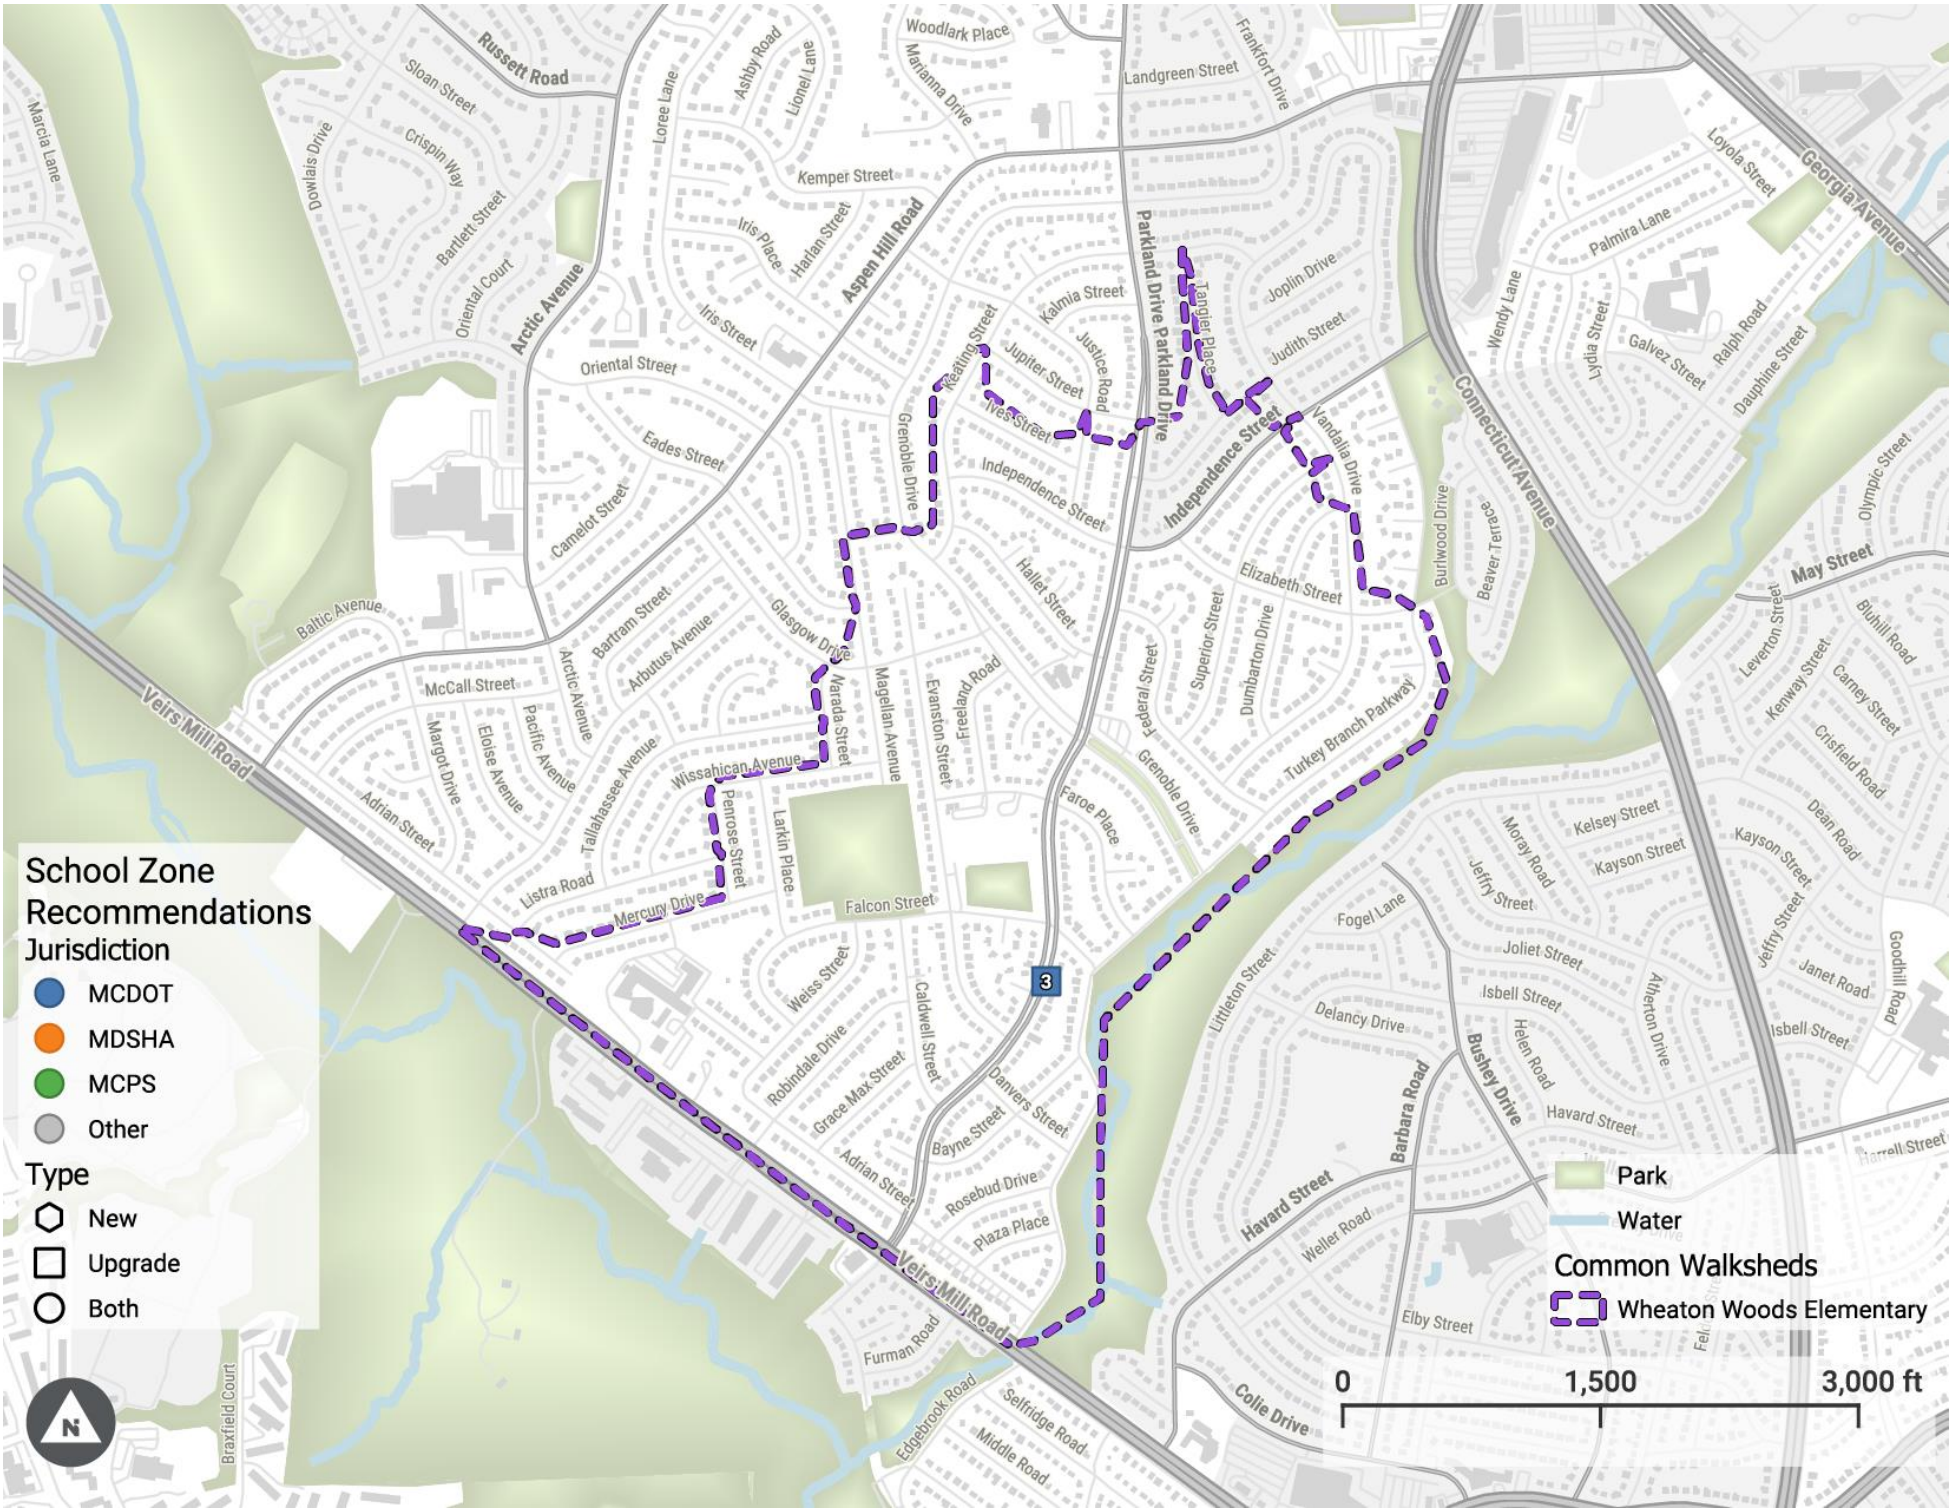 Woodlark Place
Russett Road
Sloan Street
Ashby Road
Lionel Lane
Marianna Drive
Frankfort Drive
Landgreen Street
Marcia Lane
Loree Lane
Dowlais Drive
Crispin Way
Bartlett Street
Kemper Street
Loyola Street
Georgia Avenue
Iris Place
Harlan Street
Aspen Hill Road
Palmira Lane
Oriental Court
Arctic Avenue
Iris Street
Kalmia Street
Parkland Drive
Parkland Drive
Tangier Place
Joplin Drive
Judith Street
Wendy Lane
Lydia Street
Galvez Street
Ralph Road
Dauphine Street
Oriental Street
Keating Street
Jupiter Street
Justice Road
Ives Street
Connecticut Avenue
Eades Street
Grenoble Drive
Independence Street
Independence Street
Vandalia Drive
Olympic Street
Camelot Street
Burlwood Drive
Beaver Terrace
May Street
Hallet Street
Elizabeth Street
Baltic Avenue
Bartram Street
Arbutus Avenue
Glasgow Drive
Superior Street
Dumbarton Drive
Federal Street
Leverton Street
Bluhill Road
Kenway Street
Carney Street
Crisfield Road
McCall Street
Arctic Avenue
Veirs Mill Road
Margot Drive
Eloise Avenue
Pacific Avenue
Tallahassee Avenue
Narada Street
Magellan Avenue
Evanston Street
Freeland Road
Turkey Branch Parkway
Wissahican Avenue
Grenoble Drive
Faroe Place
Adrian Street
Penrose Street
Larkin Place
Kelsey Street
Moray Road
Kayson Street
Kayson Street
Dean Road
Jeffry Street
Jeffry Street
Listra Road
Mercury Drive
Falcon Street
Fogel Lane
Joliet Street
Janet Road
Goodhill Road
Weiss Street
Caldwell Street
3
Littleton Street
Isbell Street
Isbell Street
Atherton Drive
Delancy Drive
Helen Road
Bushey Drive
Robindale Drive
Grace Max Street
Danvers Street
Bayne Street
Barbara Road
Havard Street
Harrell Street
Adrian Street
Rosebud Drive
Plaza Place
Havard Street
Weller Road
Veirs Mill Road
Furman Road
Elby Street
Edgebrook Road
Selfridge Road
Middle Road
Colie Drive
Braxfield Court
School Zone
Recommendations
Jurisdiction
MCDOT
MDSHA
MCPS
Other
Type
New
Upgrade
Both
N
Park
Water
Common Walksheds
Wheaton Woods Elementary
0 1,500 3,000 ft